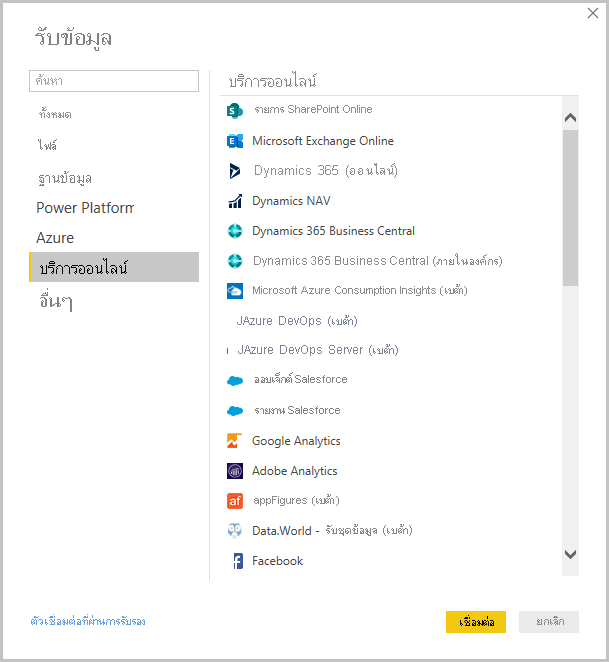 รับข้อมูล
ค้นหา
ทั้งหมด
ไฟล์
ฐานข้อมูล
Power Platform
Azure
บริการออนไลน์
อื่นๆ
บริการออนไลน์
รายการ SharePoint Online
Microsoft Exchange Online
Dynamics 365 (ออนไลน์)
Dynamics NAV
Dynamics 365 Business Central
Dynamics 365 Business Central (ภายในองค์กร)
Microsoft Azure Consumption Insights (เบต้า)
JAzure DevOps (เบต้า)
JAzure DevOps Server (เบต้า)
ออบเจ็กต์ Salesforce
รายงาน Salesforce
Google Analytics
Adobe Analytics
af appFigures (เบต้า)
Data.World - รับชุดข้อมูล (เบต้า)
Facebook
ตัวเชื่อมต่อที่ผ่านการรับรอง
เชื่อมต่อ
ยกเลิก